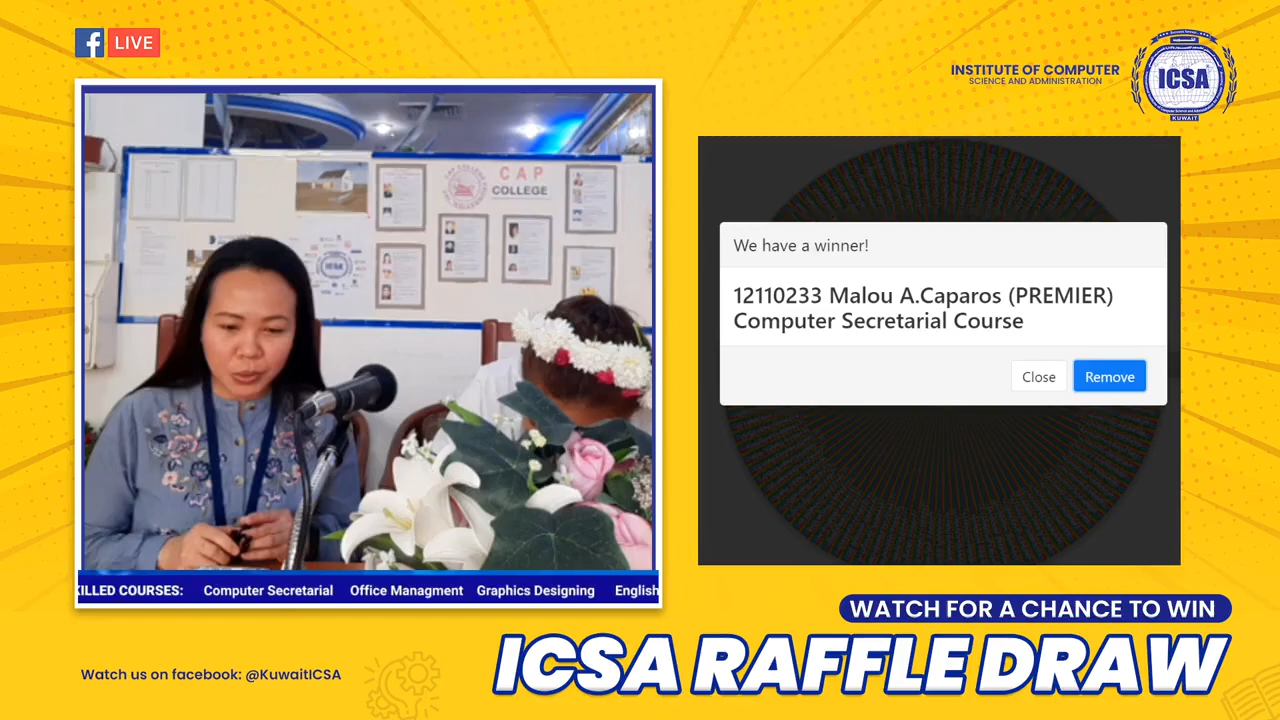 LIVE
INSTITUTE OF COMPUTER
SCIENCE AND ADMINISTRATION
ICSA
KUWAIT
CAP
COLLEGE
We have a winner!
12110233 Malou A.Caparos (PREMIER)
Computer Secretarial Course
Close
Remove
KILLED COURSES: Computer Secretarial Office Managment Graphics Designing English
WATCH FOR A CHANCE TO WIN
ICSA RAFFLE DRAW
Watch us on facebook: @KuwaitICSA